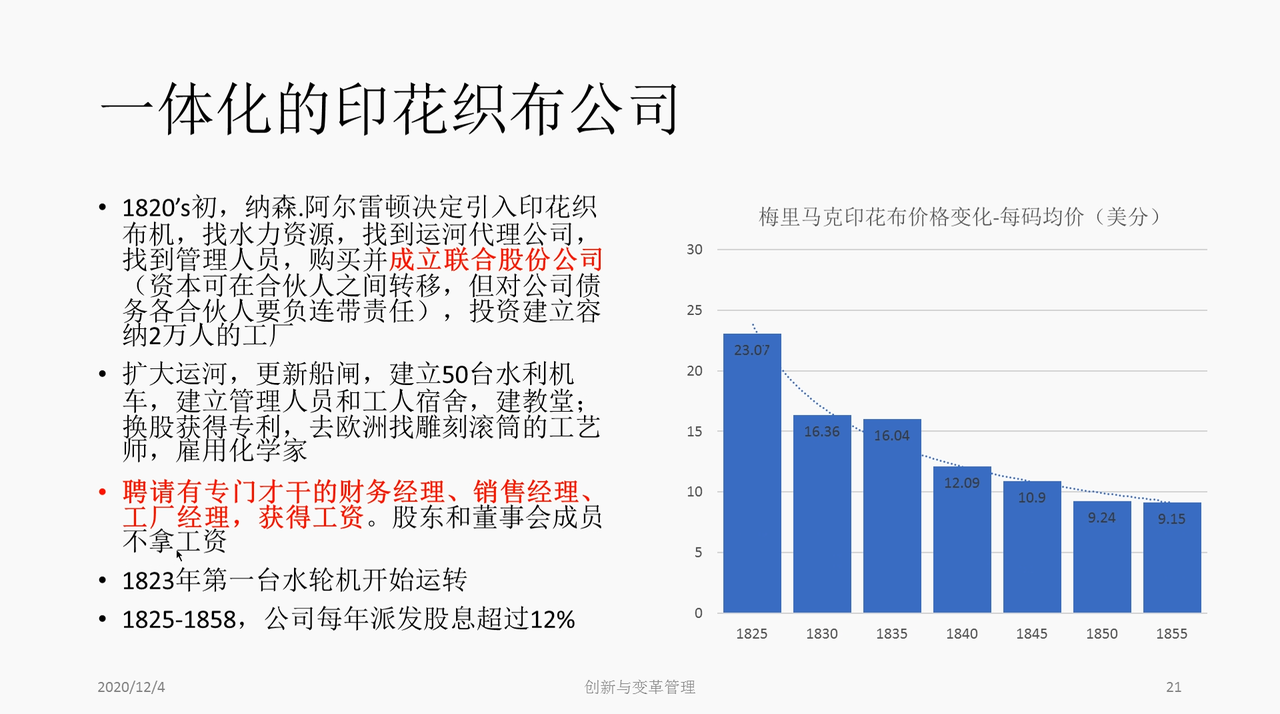 一体化的印花织布公司
• 1820’s初，纳森.阿尔雷顿决定引入印花织
布机，找水力资源，找到运河代理公司，
找到管理人员，购买并成立联合股份公司
（资本可在合伙人之间转移，但对公司债
务各合伙人要负连带责任），投资建立容
纳2万人的工厂
• 扩大运河，更新船闸，建立50台水利机
车，建立管理人员和工人宿舍，建教堂；
换股获得专利，去欧洲找雕刻滚筒的工艺
师，雇用化学家
• 聘请有专门才干的财务经理、销售经理、
工厂经理，获得工资。股东和董事会成员
不拿工资
• 1823年第一台水轮机开始运转
• 1825-1858，公司每年派发股息超过12%
梅里马克印花布价格变化-每码均价（美分）
30
25
20
15
10
5
0
23.07
16.36
16.04
12.09
10.9
9.24
9.15
1825 1830 1835 1840 1845 1850 1855
2020/12/4
创新与变革管理
21